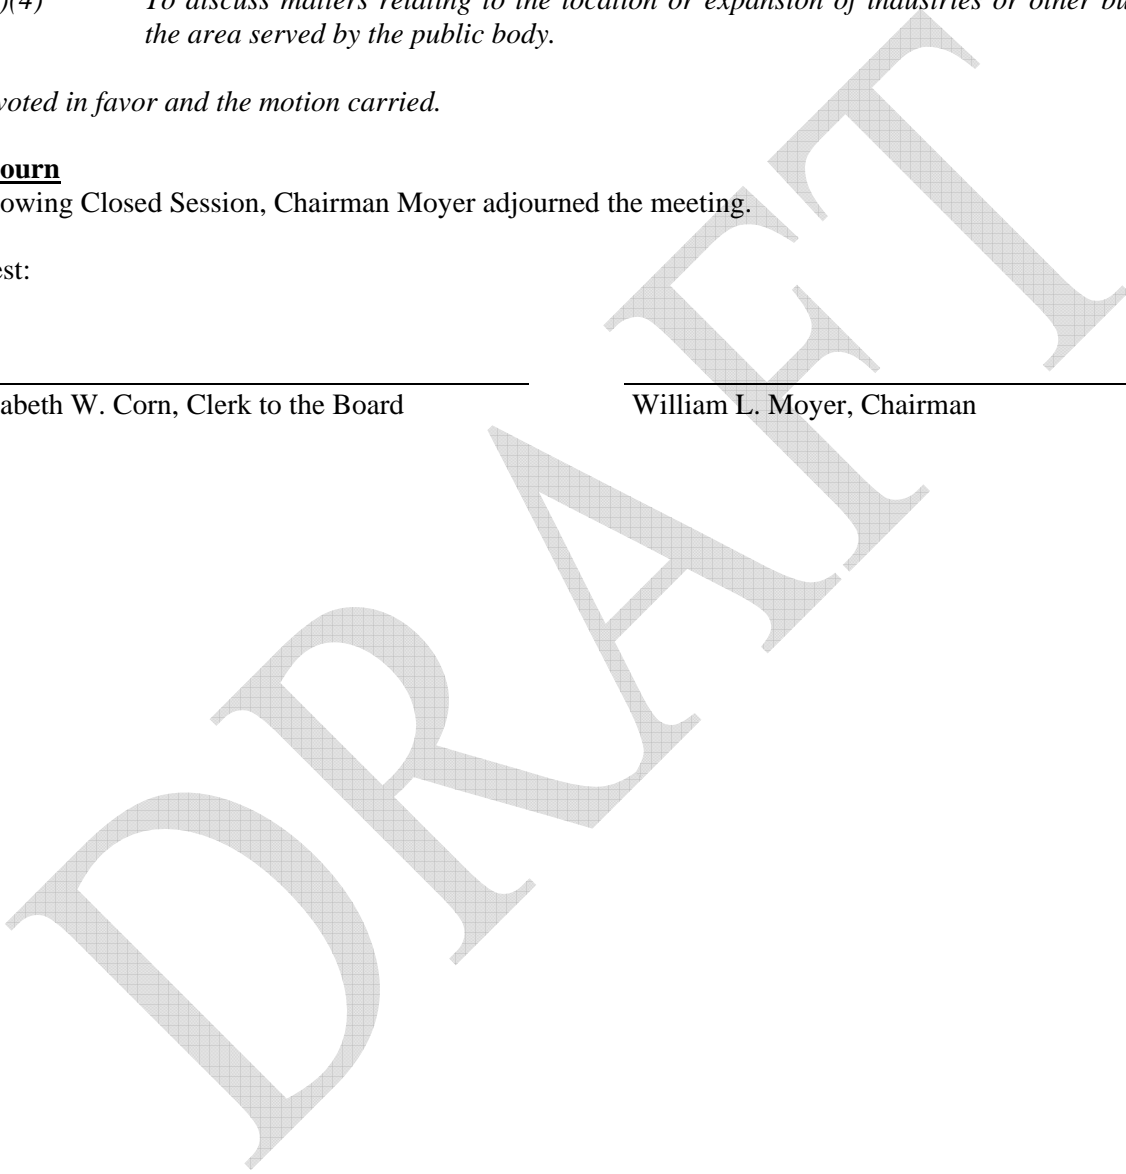 )(4) To discuss matters relating to the location or expansion of industries or other bu
the area served by the public body.
voted in favor and the motion carried.
ourn
owing Closed Session, Chairman Moyer adjourned the meeting.
est:
abeth W. Corn, Clerk to the Board William L. Moyer, Chairman
DRAFT